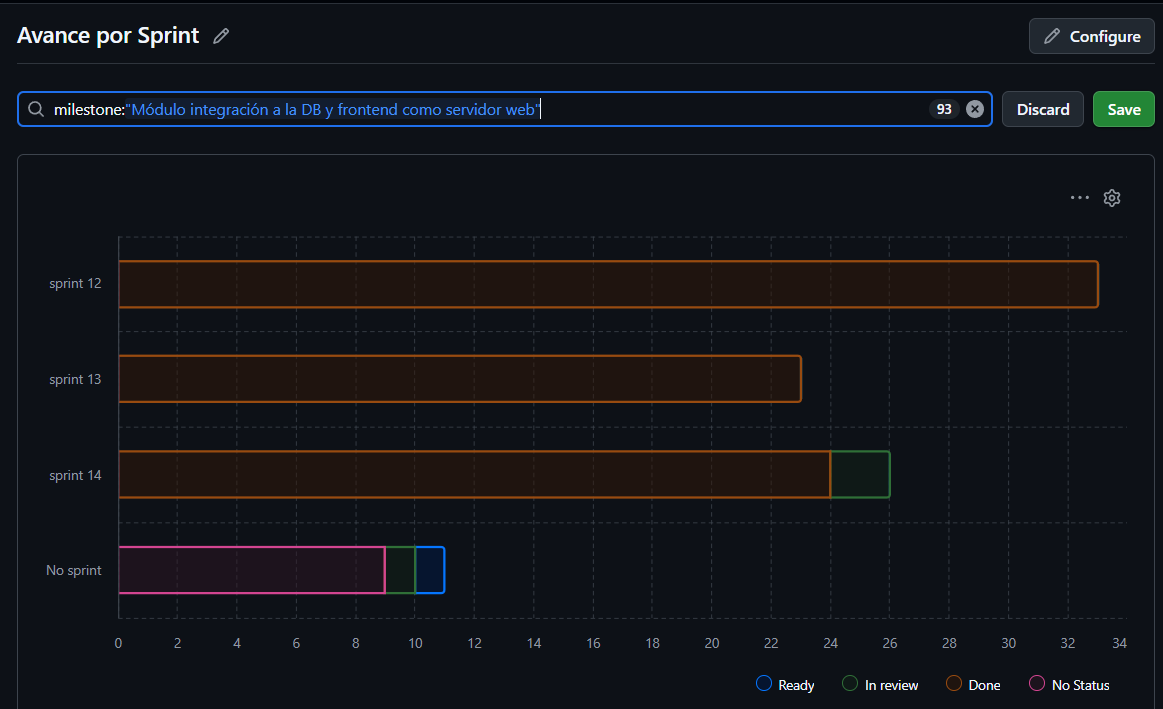 Avance por Sprint
Configure
milestone:"Módulo integración a la DB y frontend como servidor web"
93
Discard
Save
sprint 12
sprint 13
sprint 14
No sprint
0 2 4 6 8 10 12 14 16 18 20 22 24 26 28 30 32 34
Ready In review Done No Status